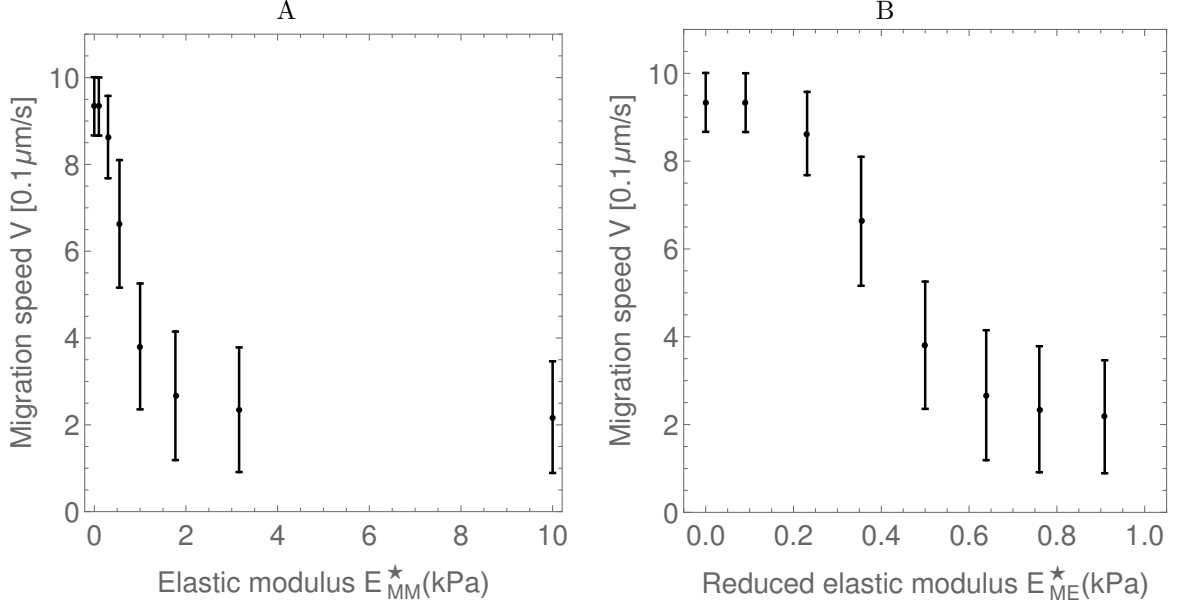 A
Migration speed V [0.1μm/s]
10
8
6
4
2
0
0 2 4 6 8 10
Elastic modulus E★MM(kPa)
B
Migration speed V [0.1μm/s]
10
8
6
4
2
0
0.0 0.2 0.4 0.6 0.8 1.0
Reduced elastic modulus E★ME(kPa)